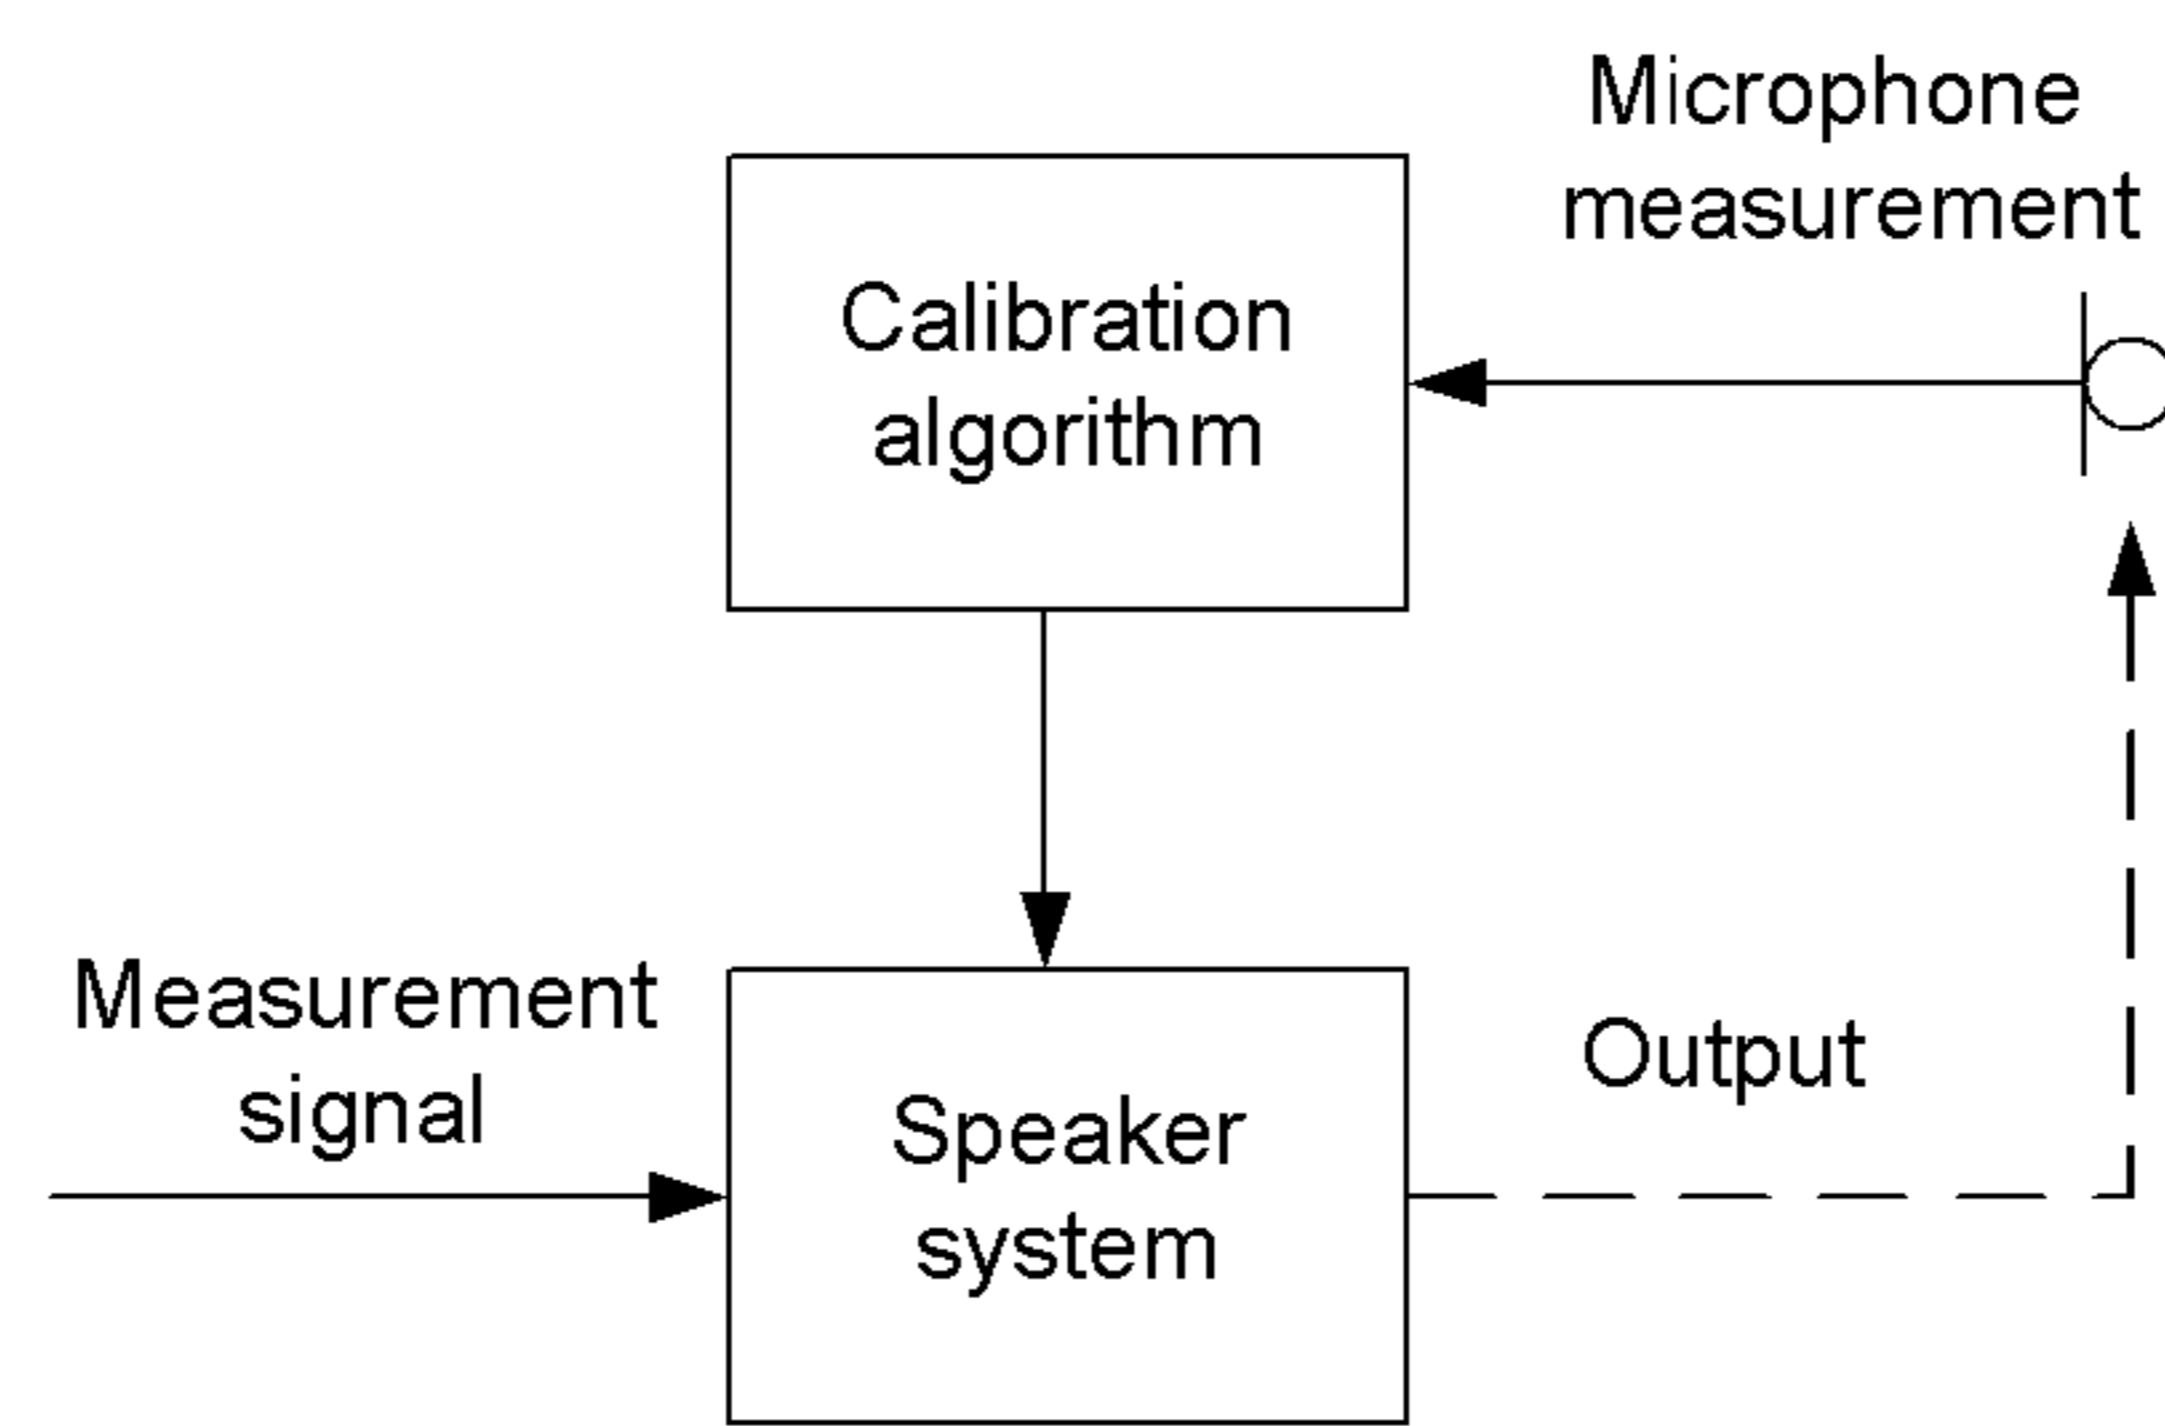 Microphone
measurement
Calibration
algorithm
Measurement
signal
Output
Speaker
system